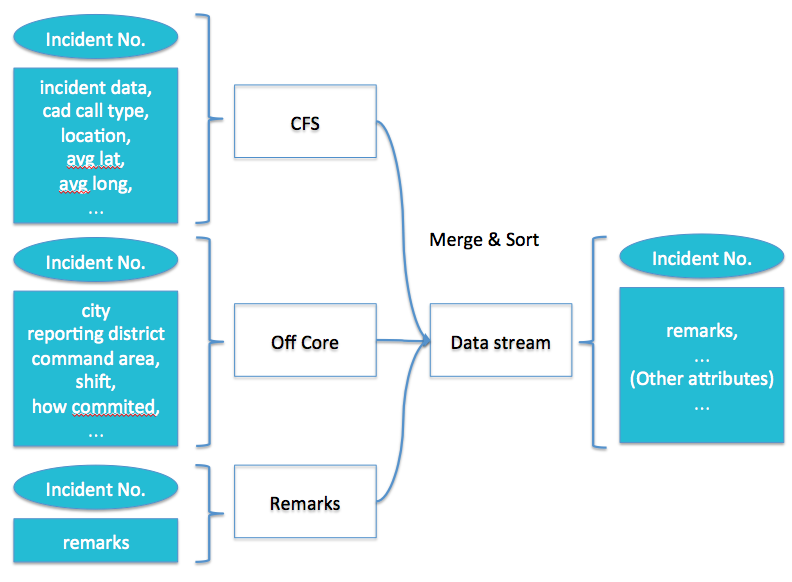 Incident No.
incident data,
cad call type,
location,
avg lat,
avg long,
...
CFS
Incident No.
city
reporting district
command area,
shift,
how commited,
...
Off Core
Incident No.
remarks
Remarks
Merge & Sort
Data stream
Incident No.
remarks,
...
(Other attributes)
...